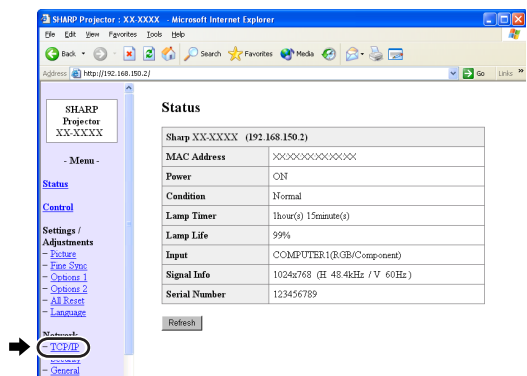 SHARP Projector : XX-XXXX - Microsoft Internet Explorer
File Edit View Favorites Tools Help
Back Search Favorites Media
Address http://192.168.150.2/ Go Links »
SHARP
Projector
XX-XXXX
- Menu -
Status
Control
Settings /
Adjustments
– Picture
– Fine Sync
– Options 1
– Options 2
– All Reset
– Language
Network
– TCP/IP
– Security
– General
Status
Sharp XX-XXXX (192.168.150.2)
MAC Address XXXXXXXXXXXX
Power ON
Condition Normal
Lamp Timer 1hour(s) 15minute(s)
Lamp Life 99%
Input COMPUTER1(RGB/Component)
Signal Info 1024x768 (H 48.4kHz / V 60Hz )
Serial Number 123456789
Refresh